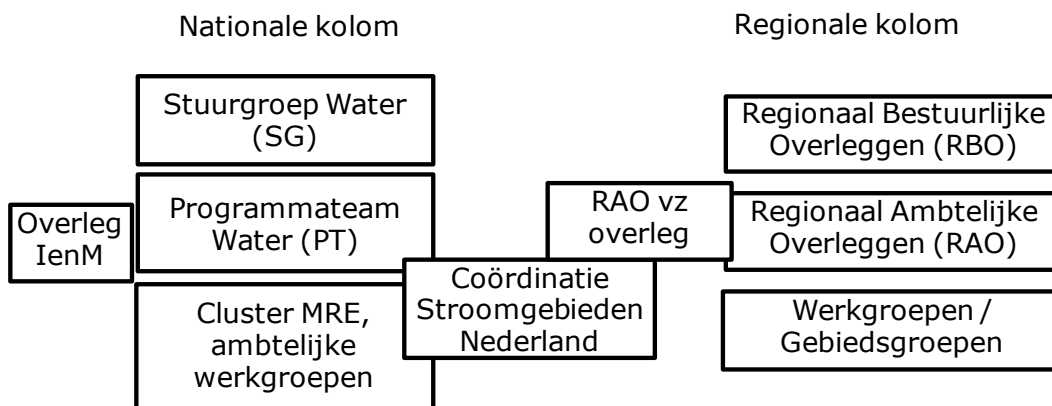 Nationale kolom
Regionale kolom
Stuurgroep Water
(SG)
Programmateam
Water (PT)
Overleg
IenM
Cluster MRE,
ambtelijke
werkgroepen
Coördinatie
Stroomgebieden
Nederland
RAO vz
overleg
Regionaal Bestuurlijke
Overleggen (RBO)
Regionaal Ambtelijke
Overleggen (RAO)
Werkgroepen /
Gebiedsgroepen